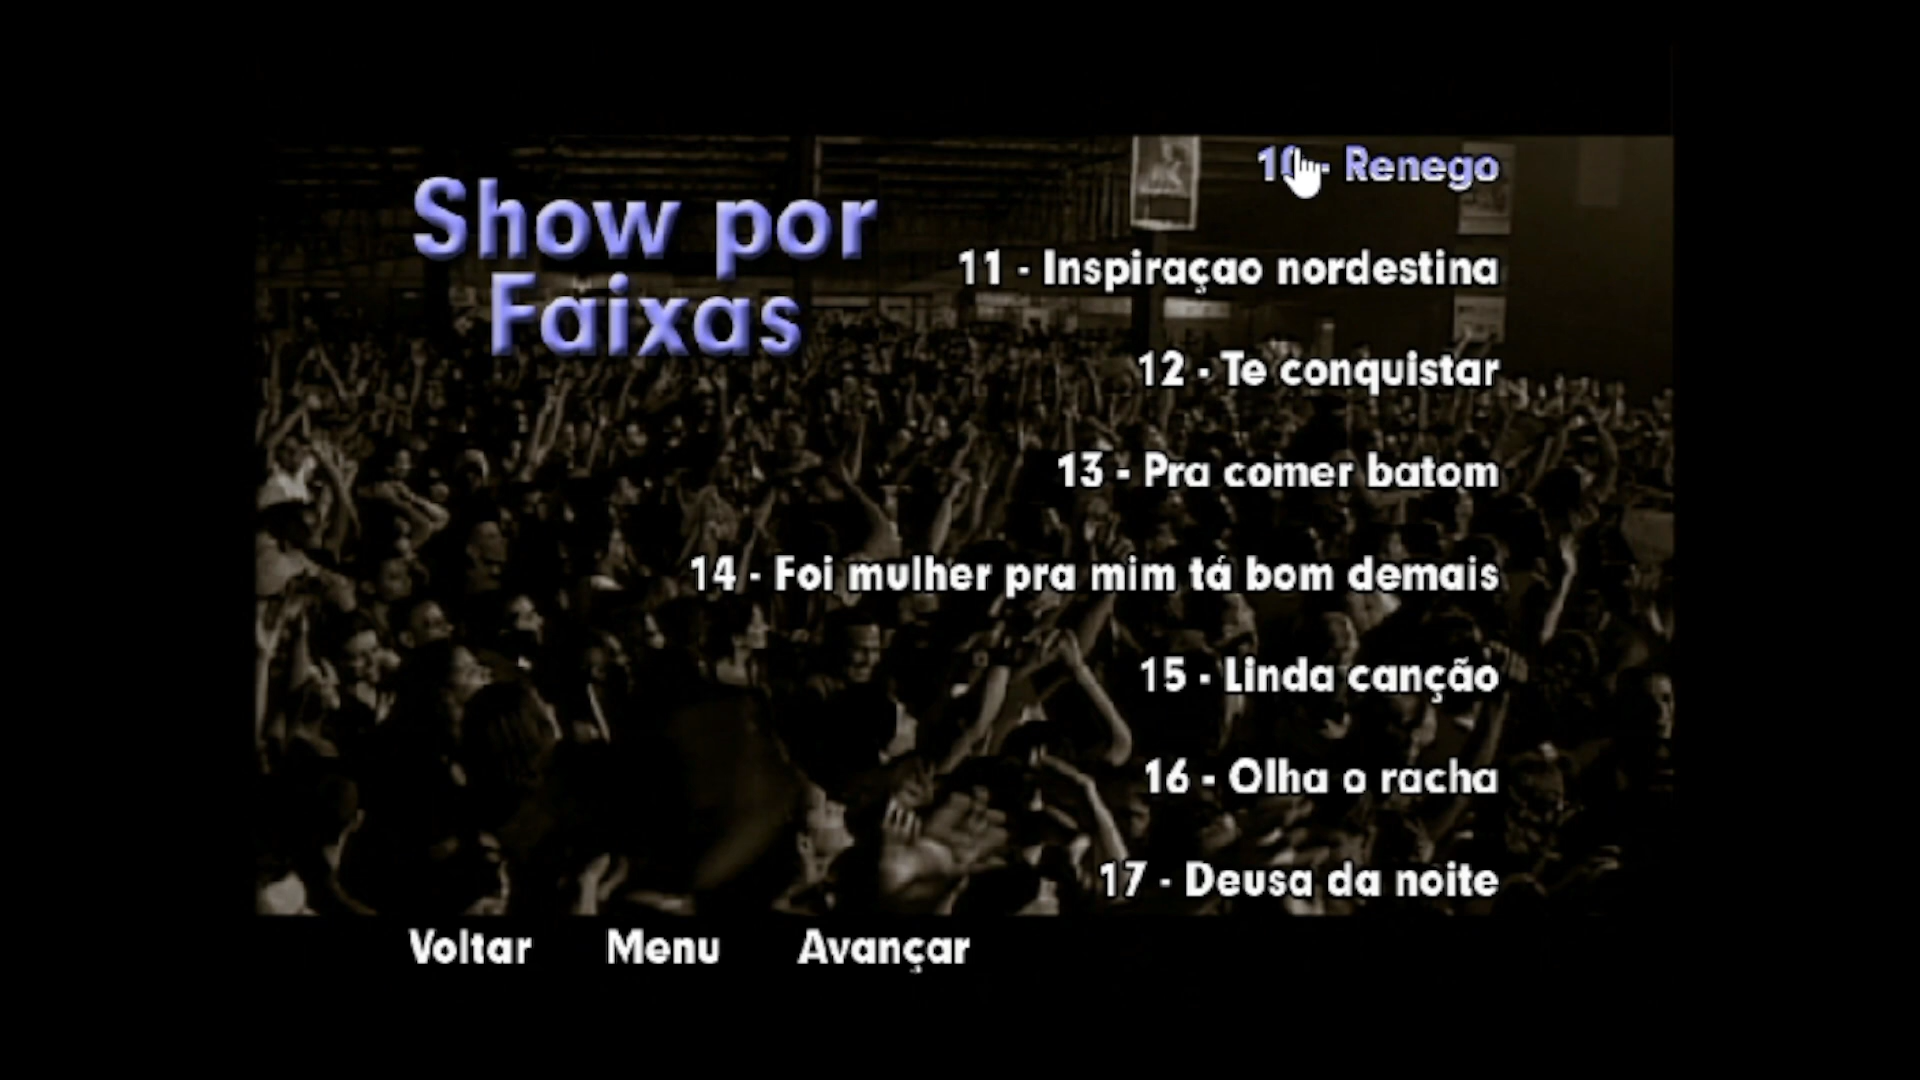 Show por
Faixas
10 - Renego
11 - Inspiraçao nordestina
12 - Te conquistar
13 - Pra comer batom
14 - Foi mulher pra mim tá bom demais
15 - Linda canção
16 - Olha o racha
17 - Deusa da noite
Voltar Menu Avançar